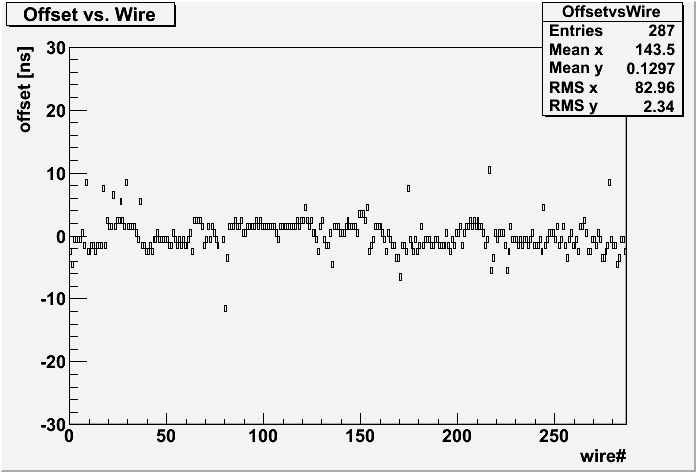 Offset vs. Wire
OffsetvsWire
Entries 287
Mean x 143.5
Mean y 0.1297
RMS x 82.96
RMS y 2.34
offset [ns]
30
20
10
0
-10
-20
-30
0 50 100 150 200 250
wire#